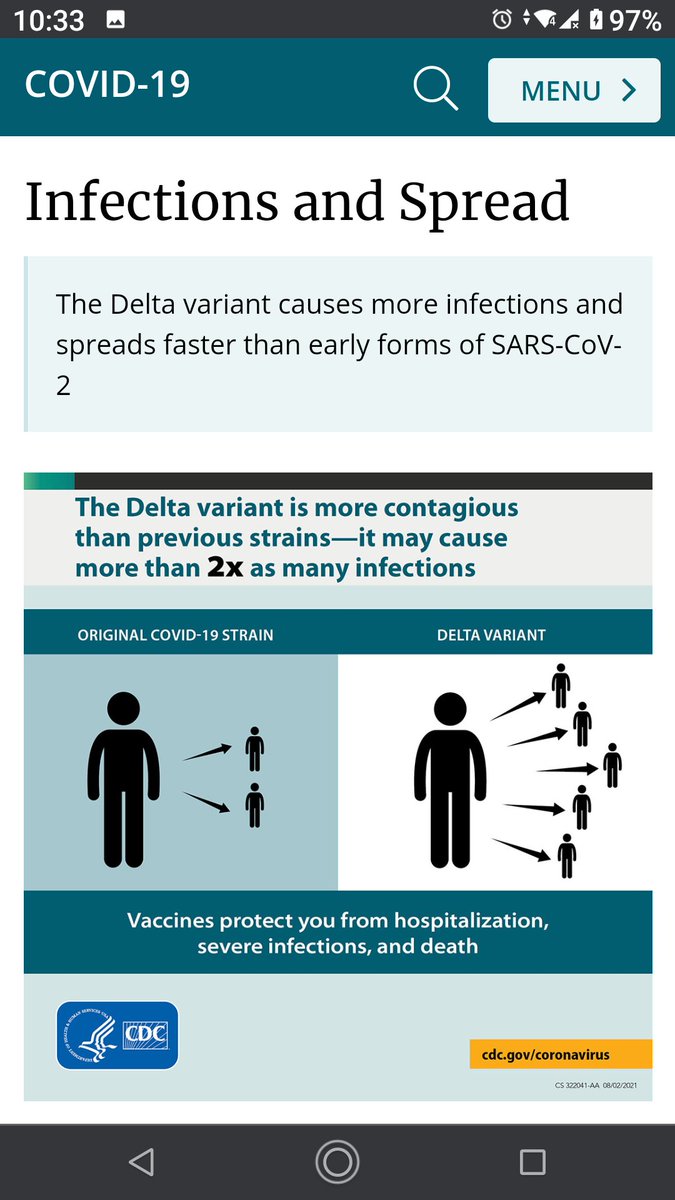 10:33
4
97%
COVID-19
MENU
Infections and Spread
The Delta variant causes more infections and
spreads faster than early forms of SARS-CoV-
2
The Delta variant is more contagious
than previous strains—it may cause
more than 2x as many infections
ORIGINAL COVID-19 STRAIN
DELTA VARIANT
Vaccines protect you from hospitalization,
severe infections, and death
CDC
cdc.gov/coronavirus
CS 322041-AA 08/02/2021